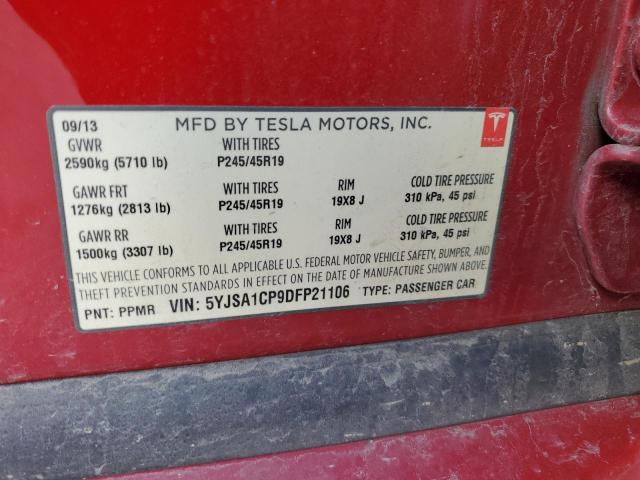 09/13 MFD BY TESLA MOTORS, INC.
TESLA
GVWR WITH TIRES
2590kg (5710 lb) P245/45R19
GAWR FRT WITH TIRES RIM COLD TIRE PRESSURE
1276kg (2813 lb) P245/45R19 19X8 J 310 kPa, 45 psi
GAWR RR WITH TIRES RIM COLD TIRE PRESSURE
1500kg (3307 lb) P245/45R19 19X8 J 310 kPa, 45 psi
THIS VEHICLE CONFORMS TO ALL APPLICABLE U.S. FEDERAL MOTOR VEHICLE SAFETY, BUMPER, AND
THEFT PREVENTION STANDARDS IN EFFECT ON THE DATE OF MANUFACTURE SHOWN ABOVE.
PNT: PPMR VIN: 5YJSA1CP9DFP21106 TYPE: PASSENGER CAR